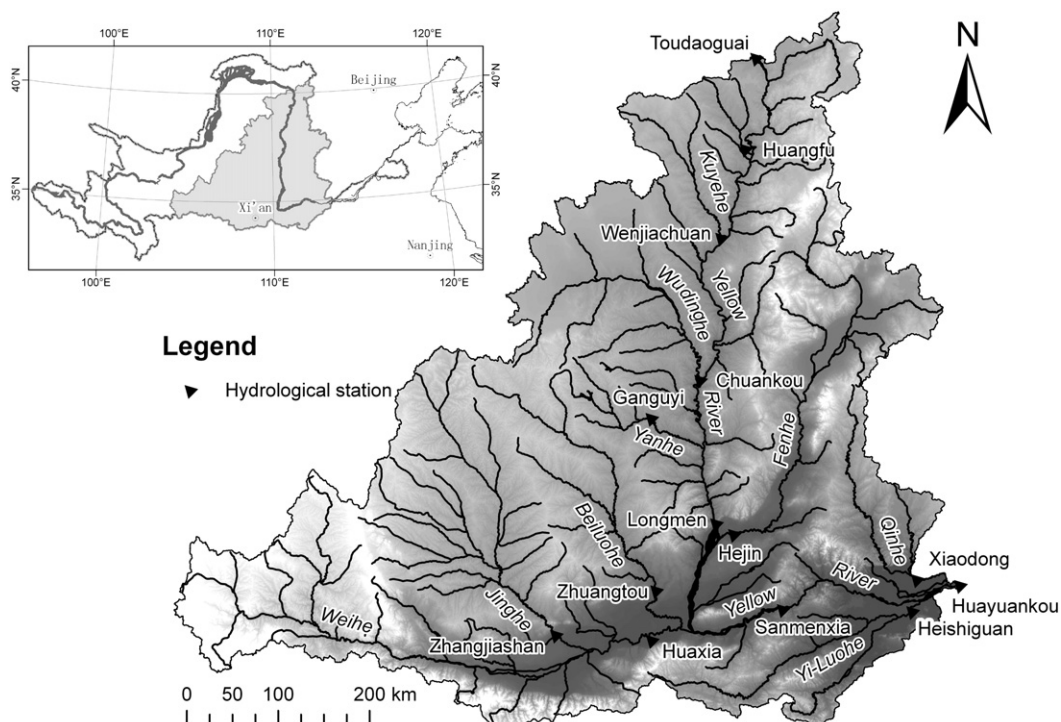 100°E
110°E
120°E
40°N
40°N
Beijing
35°N
35°N
Xi'an
Nanjing
100°E
110°E
120°E
N
Toudaoguai
Huangfu
Kuyehe
Wenjiachuan
Wudinghe
Yellow
Legend
Hydrological station
Chuankou
Ganguyi
River
Yanhe
Fenhe
Beiluohe
Longmen
Hejin
Qinhe
Xiaodong
River
Zhuangtou
Yellow
Huayuankou
Jinghe
Sanmenxia
Heishiguan
Weihe
Zhangjiashan
Huaxia
Yi-Luohe
0 50 100 200 km